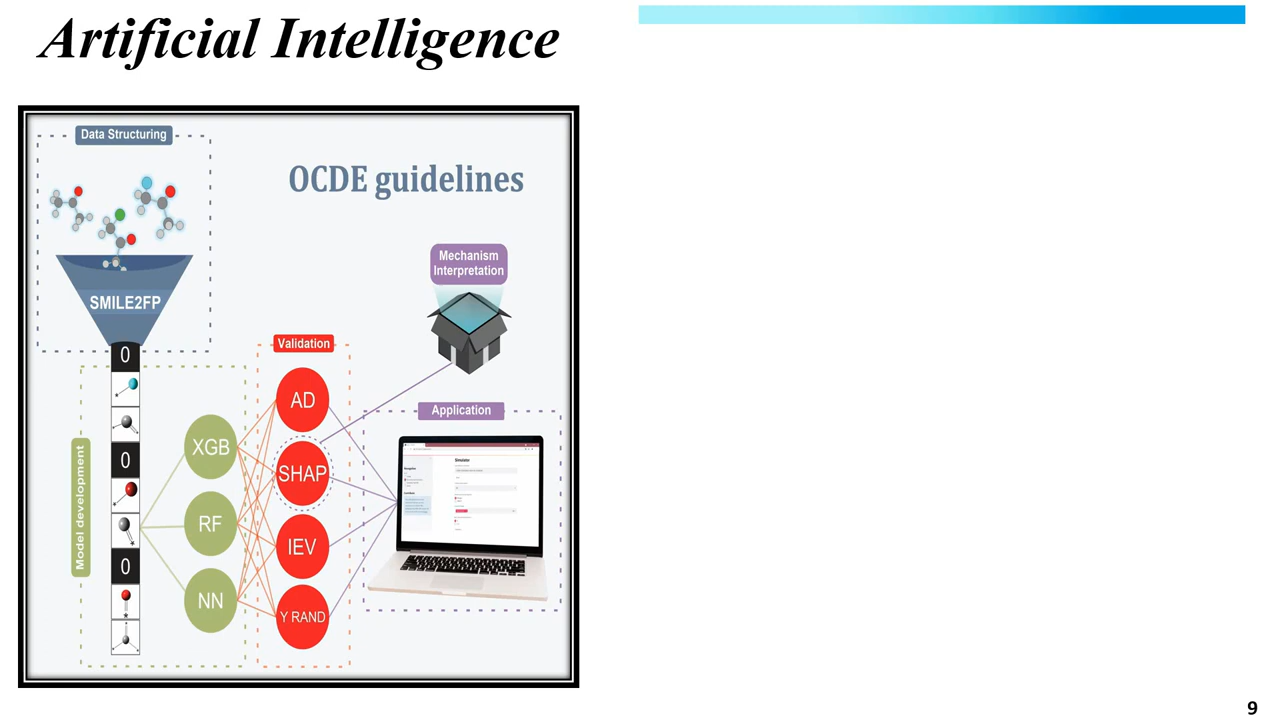 Artificial Intelligence
Data Structuring
OCDE guidelines
SMILE2FP
Mechanism
Interpretation
0
0
0
Model development
XGB
RF
NN
Validation
AD
SHAP
IEV
Y RAND
Application
Simulator
9